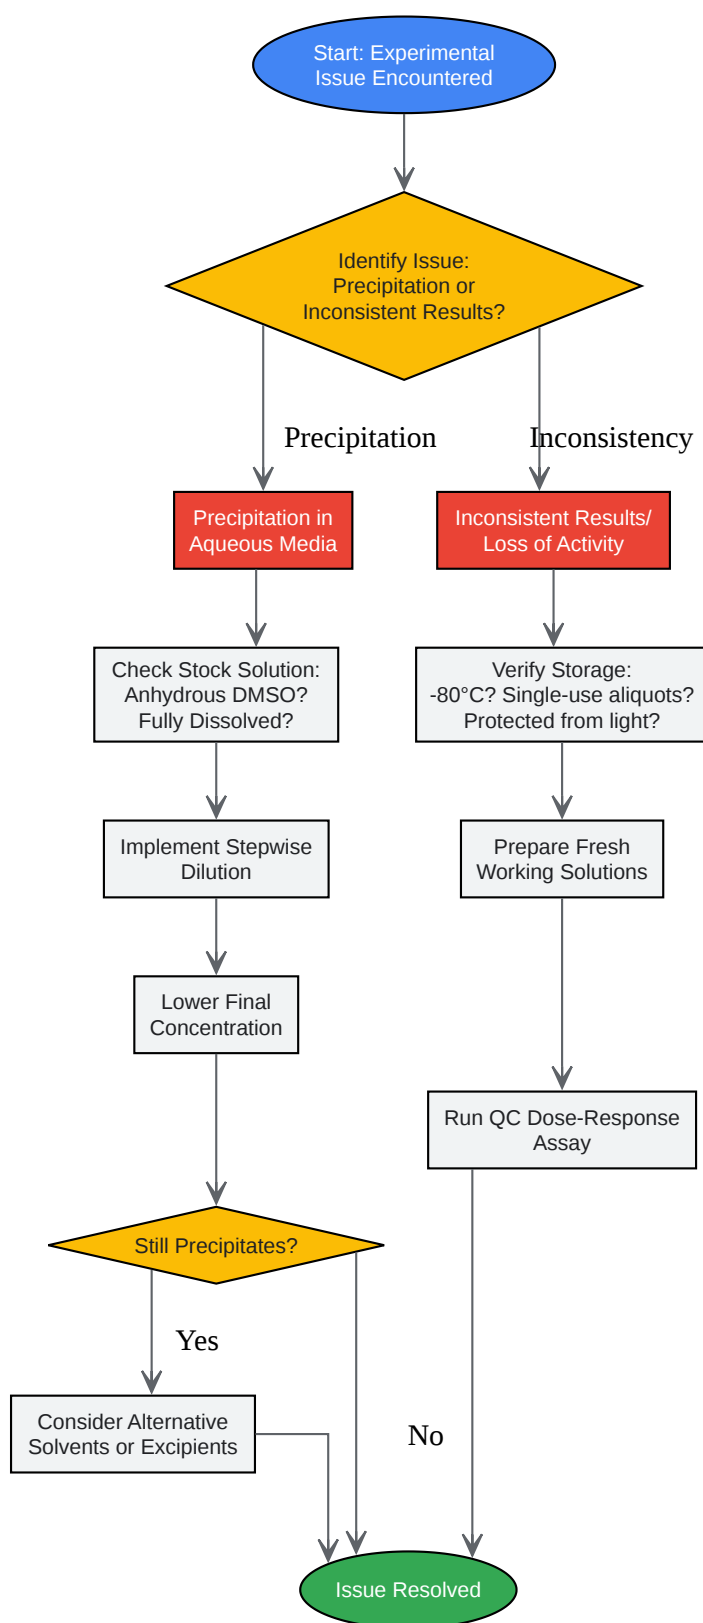 Start: Experimental
Issue Encountered
Identify Issue:
Precipitation or
Inconsistent Results?
Precipitation
Inconsistency
Precipitation in
Aqueous Media
Inconsistent Results/
Loss of Activity
Check Stock Solution:
Anhydrous DMSO?
Fully Dissolved?
Verify Storage:
-80°C? Single-use aliquots?
Protected from light?
Implement Stepwise
Dilution
Prepare Fresh
Working Solutions
Lower Final
Concentration
Run QC Dose-Response
Assay
Still Precipitates?
Yes
Consider Alternative
Solvents or Excipients
No
Issue Resolved